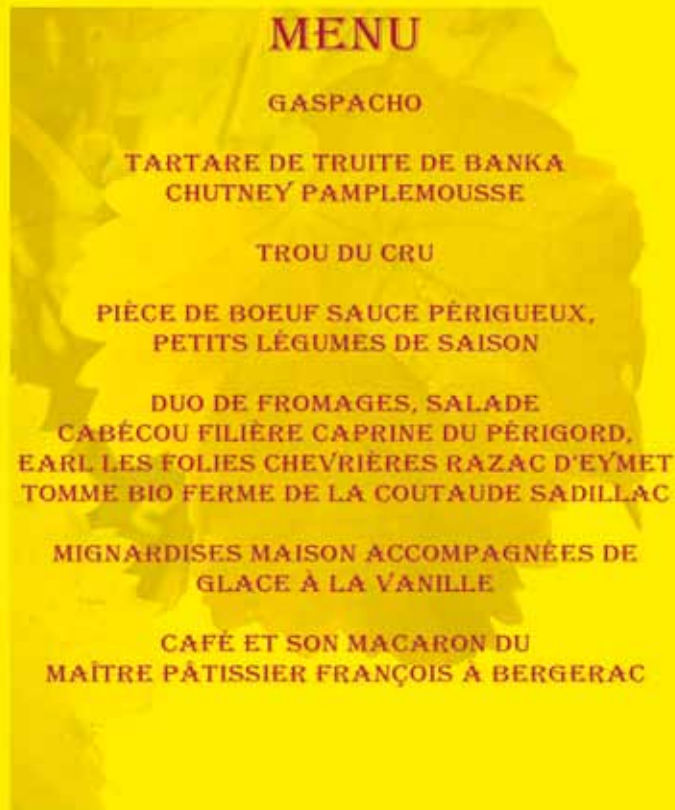 MENU
GASPACHO
TARTARE DE TRUITE DE BANKA
CHUTNEY PAMPLEMOUSSE
TROU DU CRU
PIÈCE DE BOEUF SAUCE PÉRIGUEUX,
PETITS LÉGUMES DE SAISON
DUO DE FROMAGES, SALADE
CABÉCOU FILIÈRE CAPRINE DU PÉRIGORD,
EARL LES FOLIES CHEVRIÈRES RAZAC D'EYMET
TOMME BIO FERME DE LA COUTAUDE SADILLAC
MIGNARDISES MAISON ACCOMPAGNÉES DE
GLACE À LA VANILLE
CAFÉ ET SON MACARON DU
MAÎTRE PÂTISSIER FRANÇOIS À BERGERAC